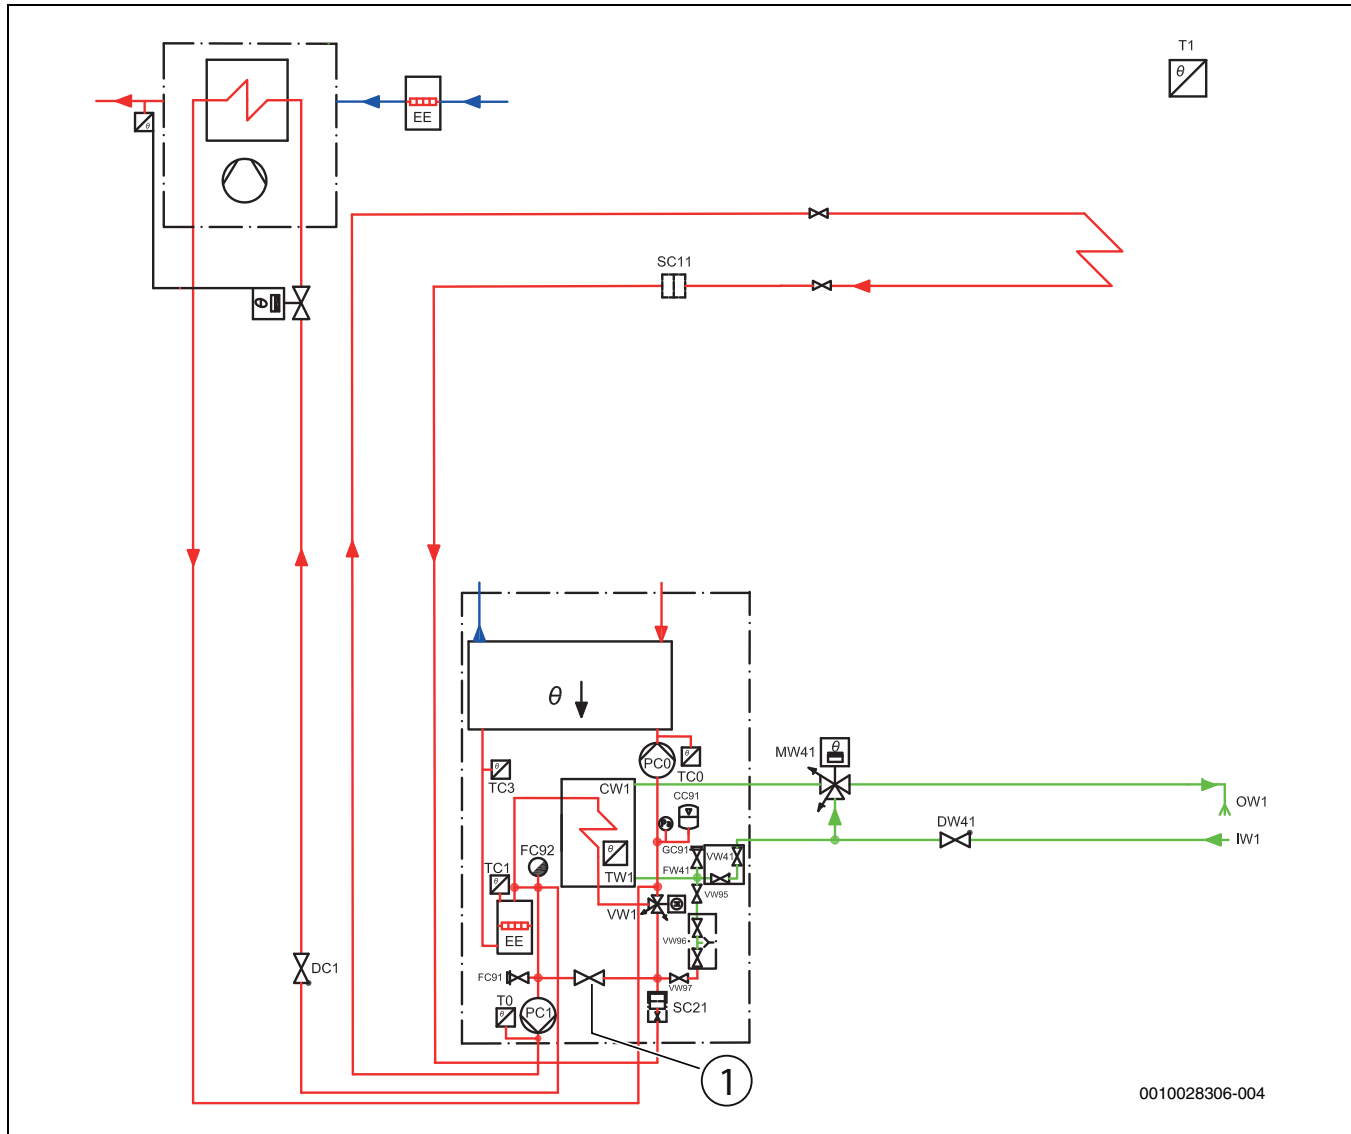 T1
θ
EE
θ
SC11
θ
θ
PC0
θ
MW41
θ
TC3
TC0
CW1
CC91
OW1
DW41
IW1
FC92
GC91
VW41
TC1
θ
θ
FW41
TW1
VW95
VW1
M
EE
VW96
DC1
FC91
VW97
T0
θ
PC1
SC21
1
0010028306-004